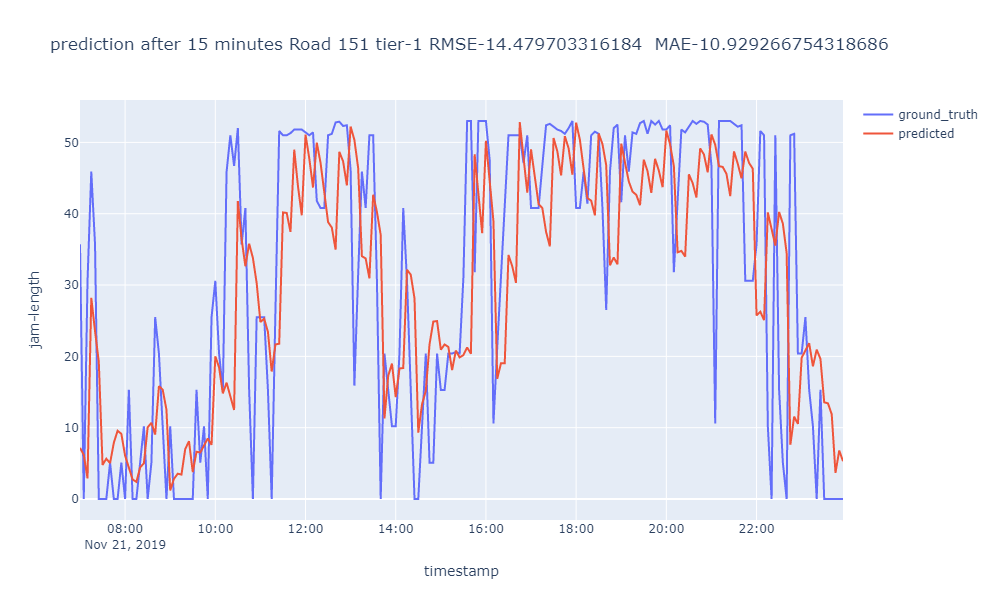 prediction after 15 minutes Road 151 tier-1 RMSE-14.479703316184  MAE-10.929266754318686
ground_truth
predicted
jam-length
50
40
30
20
10
0
08:00 10:00 12:00 14:00 16:00 18:00 20:00 22:00
Nov 21, 2019
timestamp